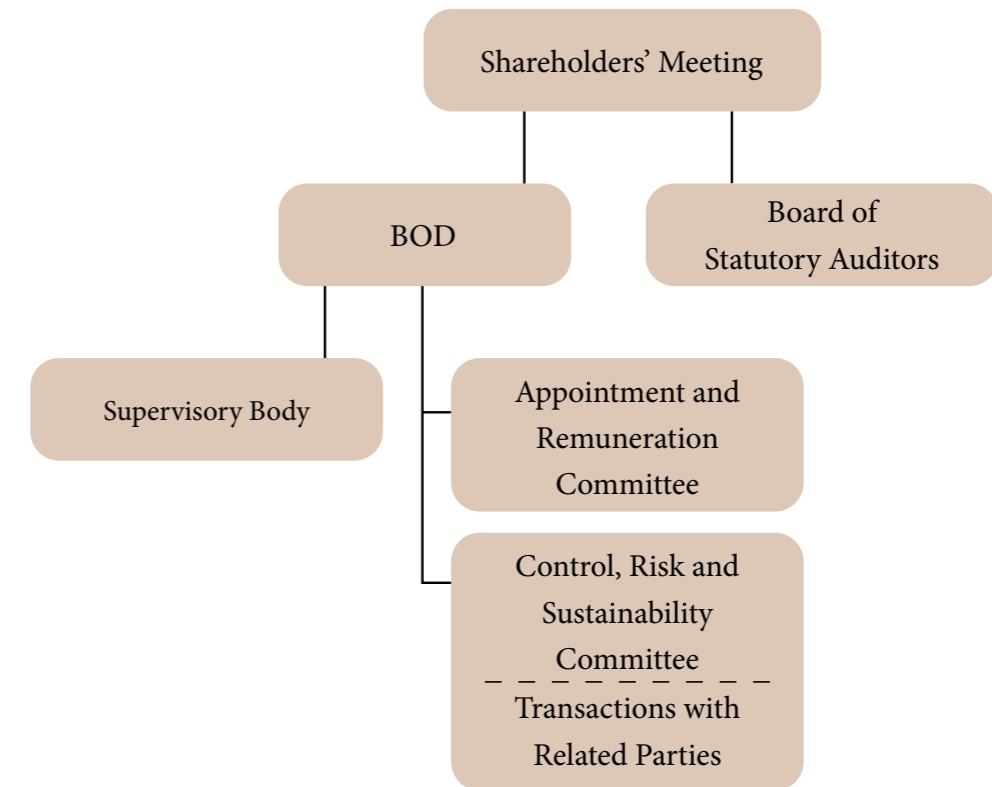 Shareholders’ Meeting
BOD
Board of
Statutory Auditors
Supervisory Body
Appointment and
Remuneration
Committee
Control, Risk and
Sustainability
Committee
Transactions with
Related Parties